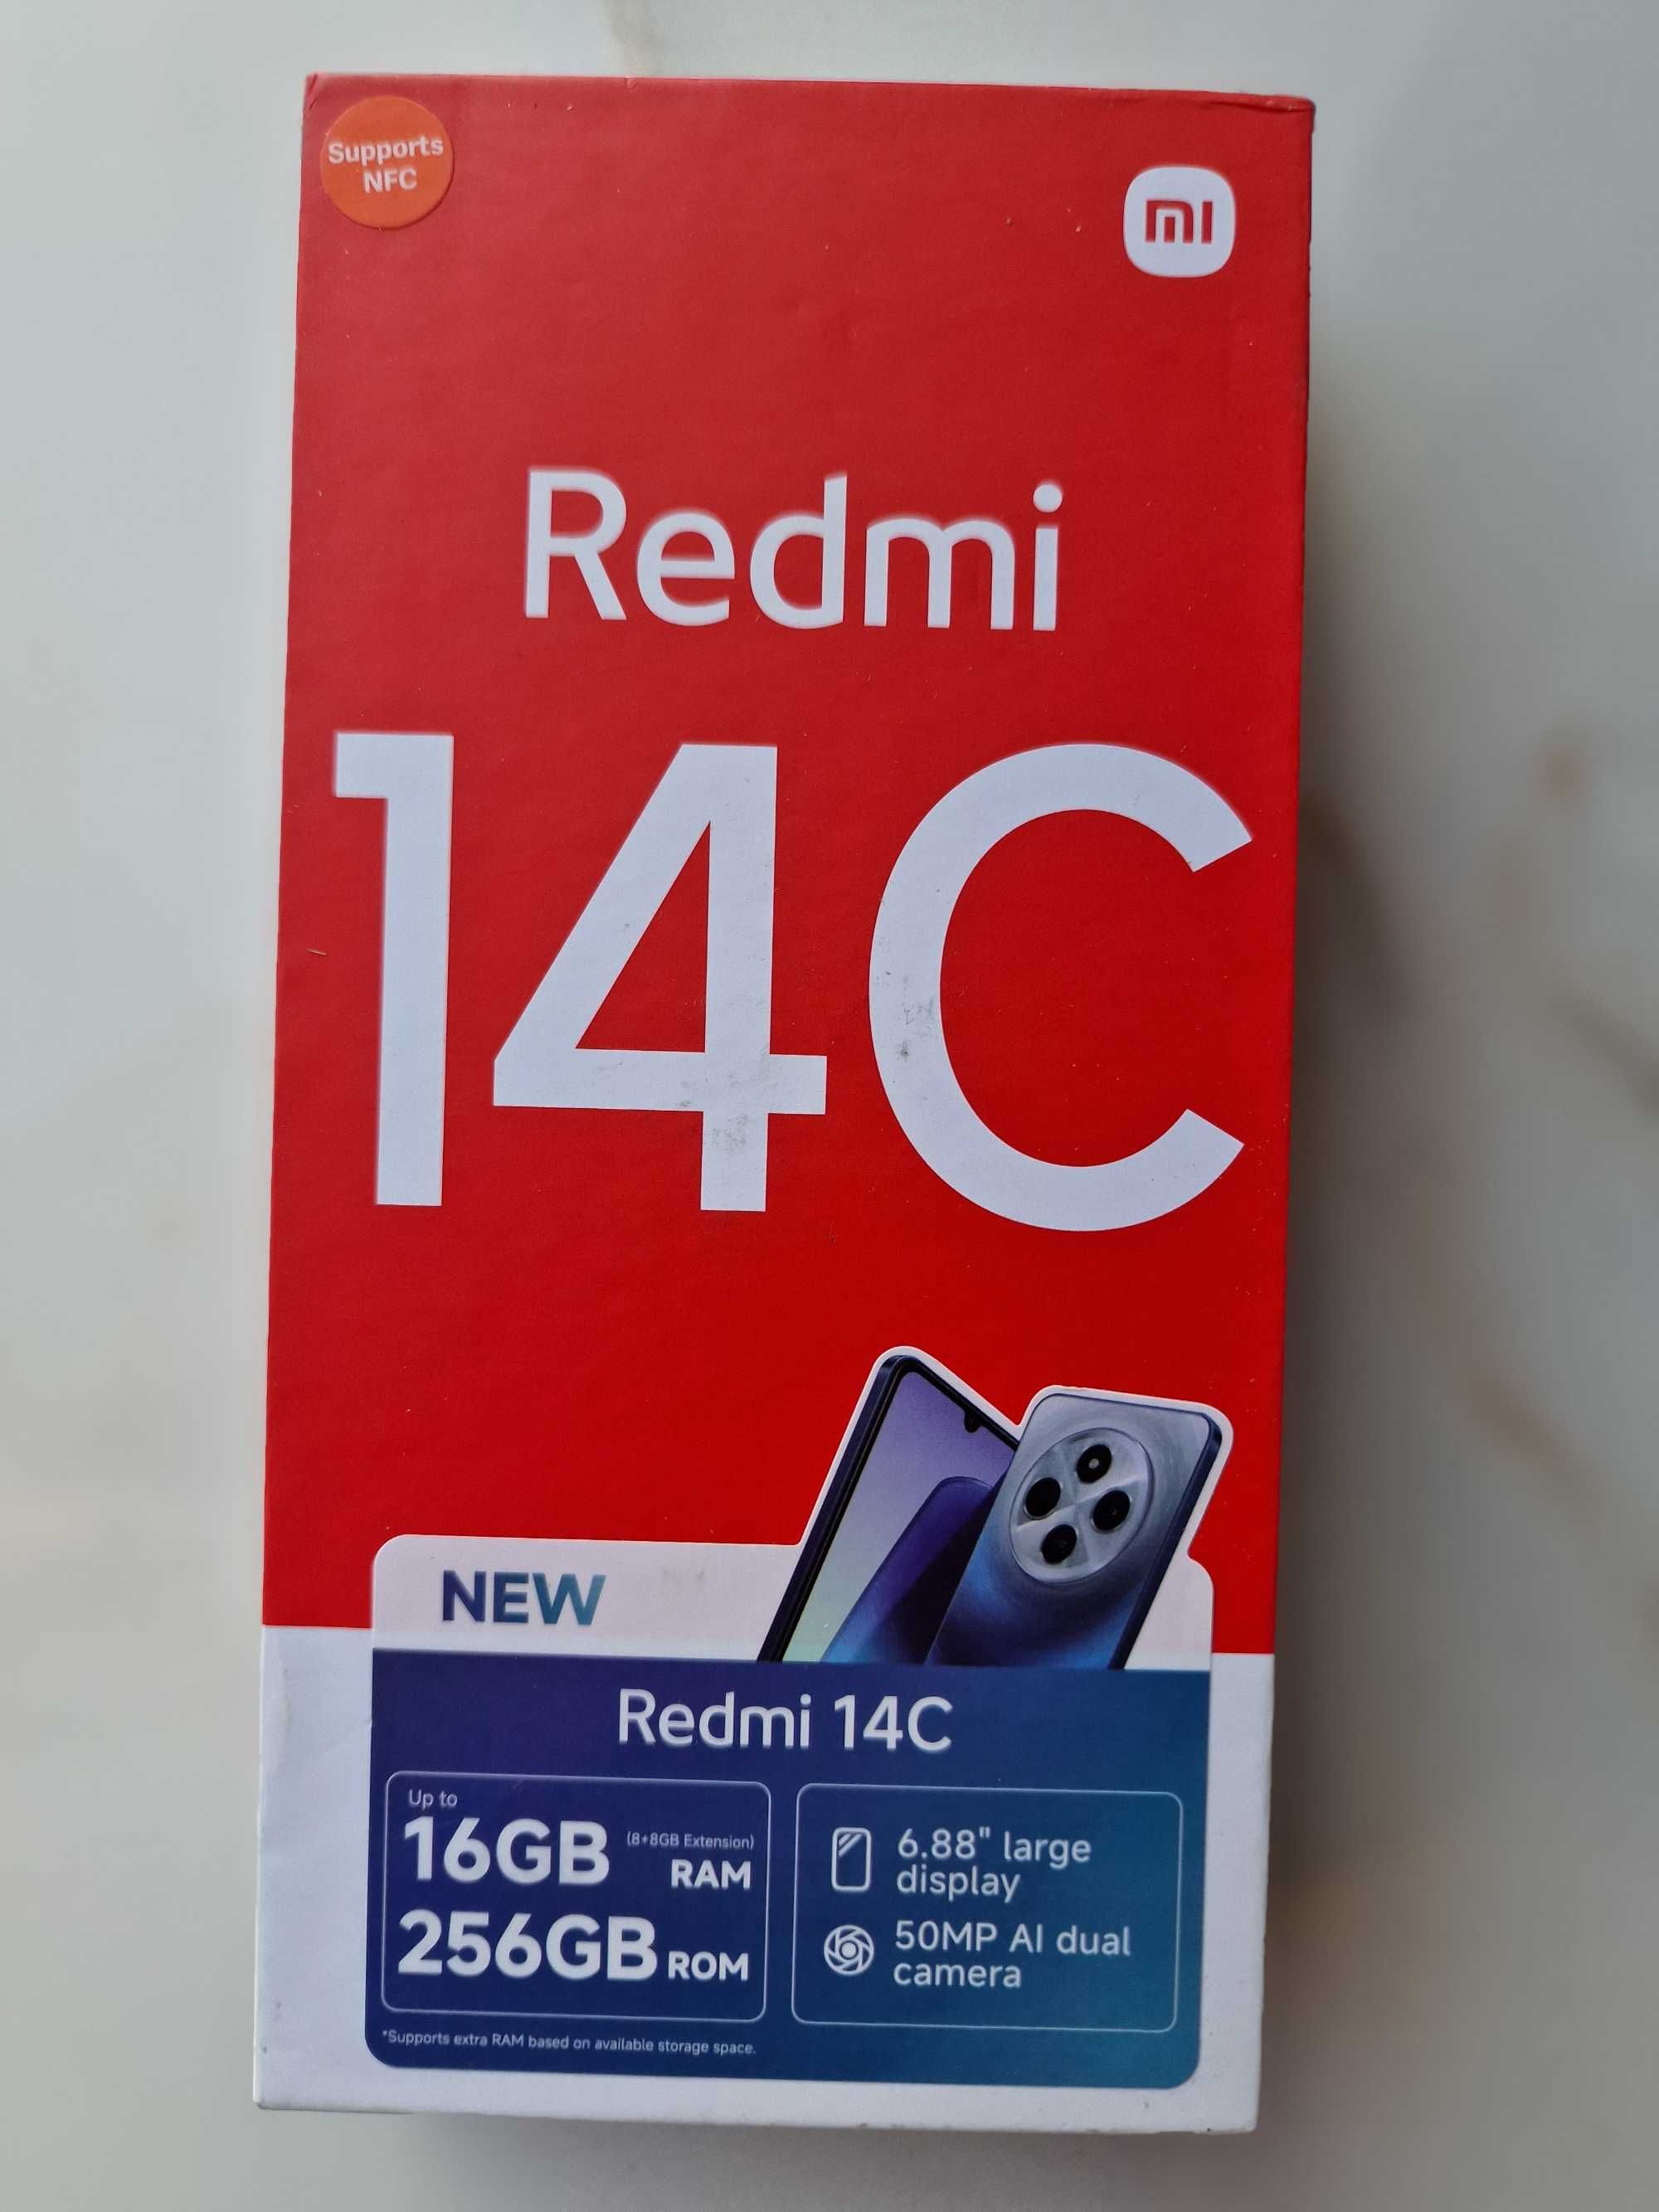 Supports
NFC
mi
Redmi
14C
NEW
Redmi 14C
Up to
16GB (8+8GB Extension)
RAM
256GB ROM
6.88" large
display
50MP AI dual
camera
*Supports extra RAM based on available storage space.